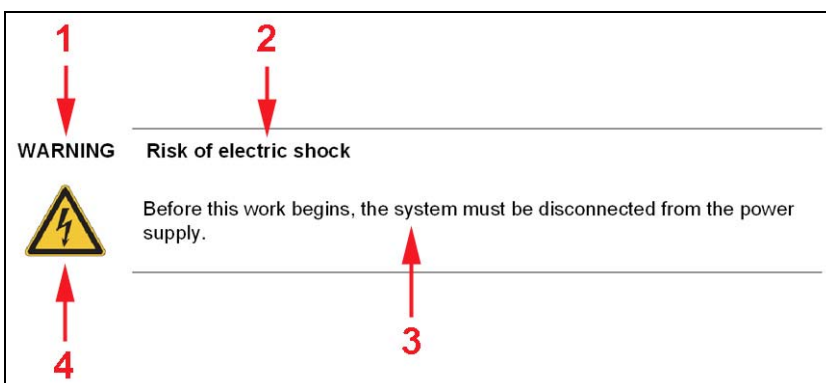 1 2
WARNING Risk of electric shock
Before this work begins, the system must be disconnected from the power
supply.
3
4